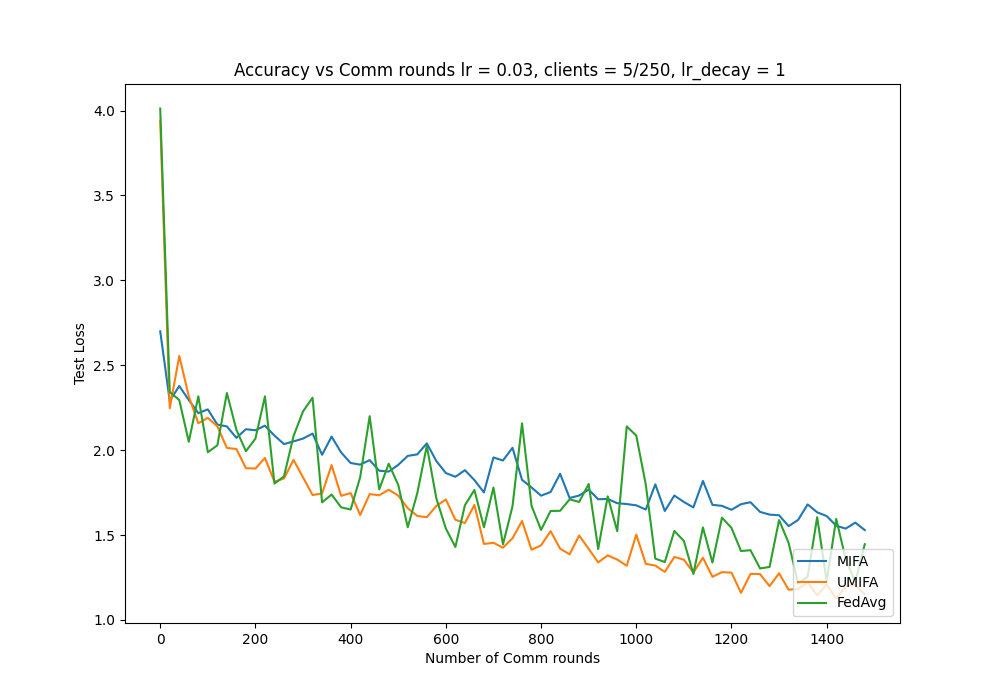 Accuracy vs Comm rounds lr = 0.03, clients = 5/250, lr_decay = 1
4.0
3.5
3.0
2.5
2.0
1.5
1.0
Test Loss
0 200 400 600 800 1000 1200 1400
Number of Comm rounds
MIFA
UMIFA
FedAvg